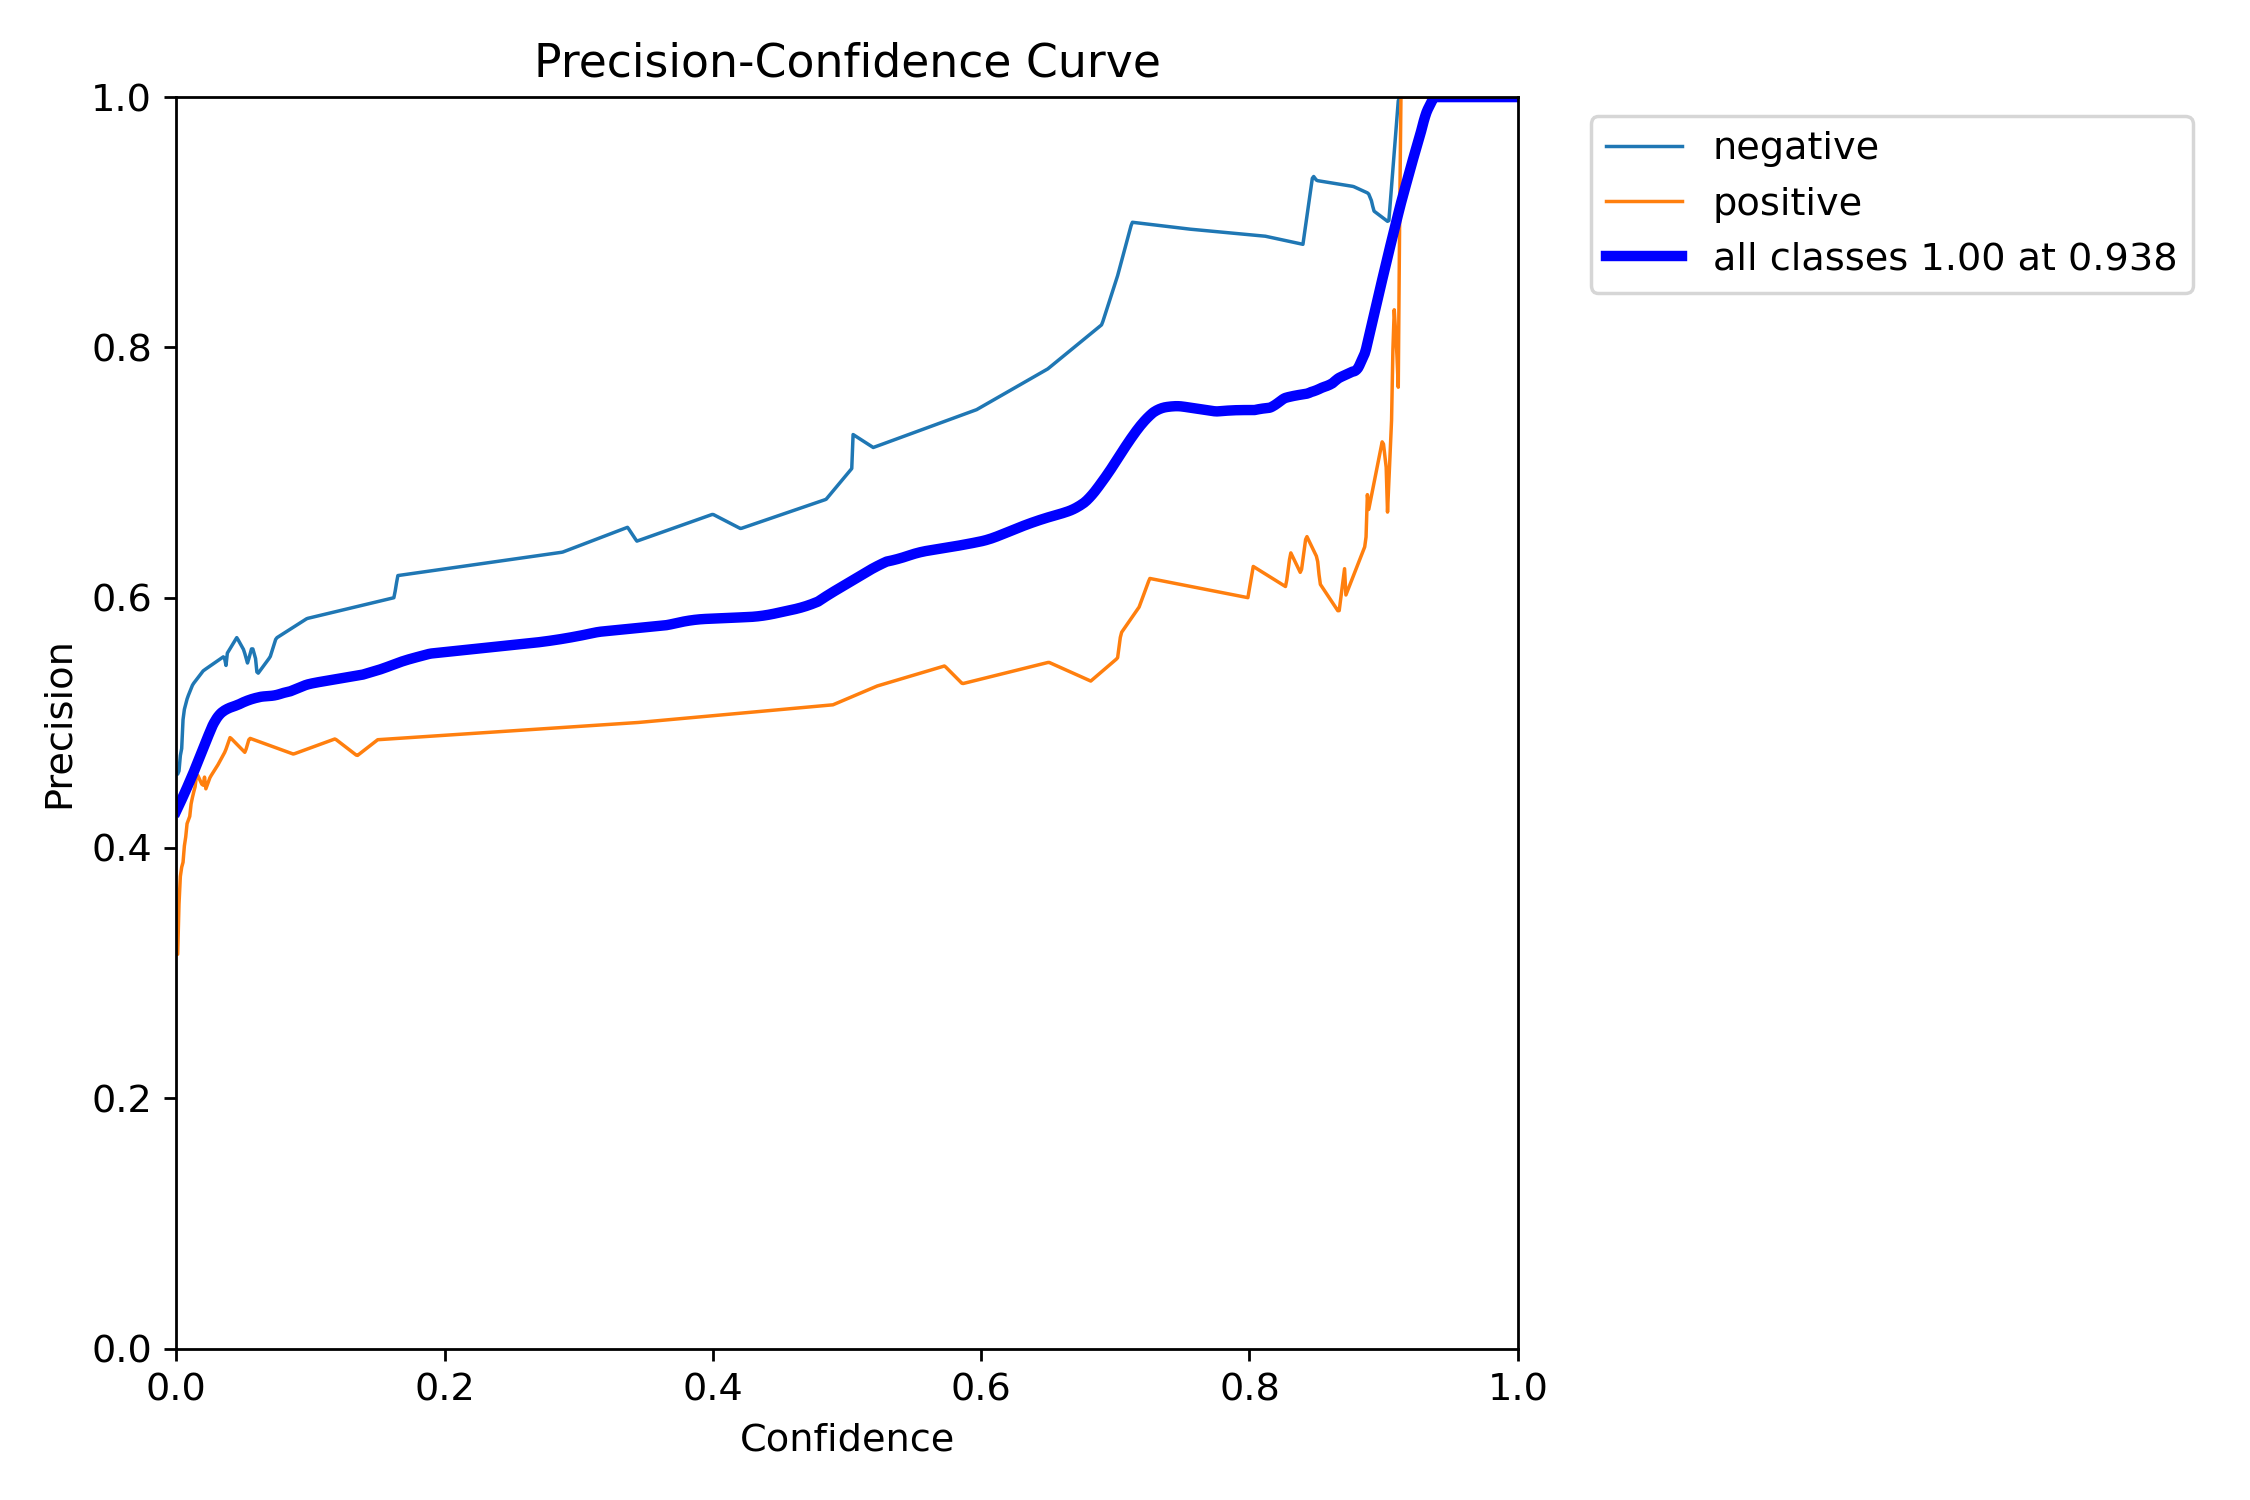 Precision-Confidence Curve
1.0
0.8
0.6
0.4
0.2
0.0
Precision
0.0 0.2 0.4 0.6 0.8 1.0
Confidence
negative
positive
all classes 1.00 at 0.938